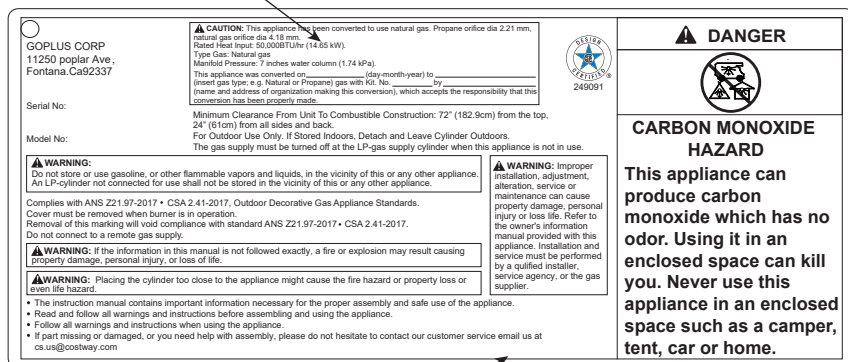 GOPLUS CORP
11250 poplar Ave,
Fontana.Ca92337
Serial No:
Model No:
CAUTION: This appliance has been converted to use natural gas. Propane orifice dia 2.21 mm,
natural gas orifice dia 4.18 mm.
Rated Heat Input: 50,000BTU/hr (14.65 kW).
Type Gas: Natural gas
Manifold Pressure: 7 inches water column (1.74 kPa).
This appliance was converted on__________(day-month-year) to __________
(insert gas type; e.g. Natural or Propane) gas with Kit. No.__________by__________
(name and address of organization making this conversion), which accepts the responsibility that this
conversion has been properly made.
DESIGN
CERTIFIED ®
249091
Minimum Clearance From Unit To Combustible Construction: 72" (182.9cm) from the top,
24" (61cm) from all sides and back.
For Outdoor Use Only. If Stored Indoors, Detach and Leave Cylinder Outdoors.
The gas supply must be turned off at the LP-gas supply cylinder when this appliance is not in use.
WARNING:
Do not store or use gasoline, or other flammable vapors and liquids, in the vicinity of this or any other appliance.
An LP-cylinder not connected for use shall not be stored in the vicinity of this or any other appliance.
Complies with ANS Z21.97-2017 • CSA 2.41-2017, Outdoor Decorative Gas Appliance Standards.
Cover must be removed when burner is in operation.
Removal of this marking will void compliance with standard ANS Z21.97-2017 • CSA 2.41-2017.
Do not connect to a remote gas supply.
WARNING: If the information in this manual is not followed exactly, a fire or explosion may result causing
property damage, personal injury, or loss of life.
WARNING: Placing the cylinder too close to the appliance might cause the fire hazard or property loss or
even life hazard.
WARNING: Improper
installation, adjustment,
alteration, service or
maintenance can cause
property damage, personal
injury or loss life. Refer to
the owner's information
manual provided with this
appliance. Installation and
service must be performed
by a qulified installer,
service agency, or the gas
supplier.
• The instruction manual contains important information necessary for the proper assembly and safe use of the appliance.
• Read and follow all warnings and instructions before assembling and using the appliance.
• Follow all warnings and instructions when using the appliance.
• If part missing or damaged, or you need help with assembly, please do not hesitate to contact our customer service email us at
cs.us@costway.com
DANGER
CARBON MONOXIDE
HAZARD
This appliance can
produce carbon
monoxide which has no
odor. Using it in an
enclosed space can kill
you. Never use this
appliance in an enclosed
space such as a camper,
tent, car or home.